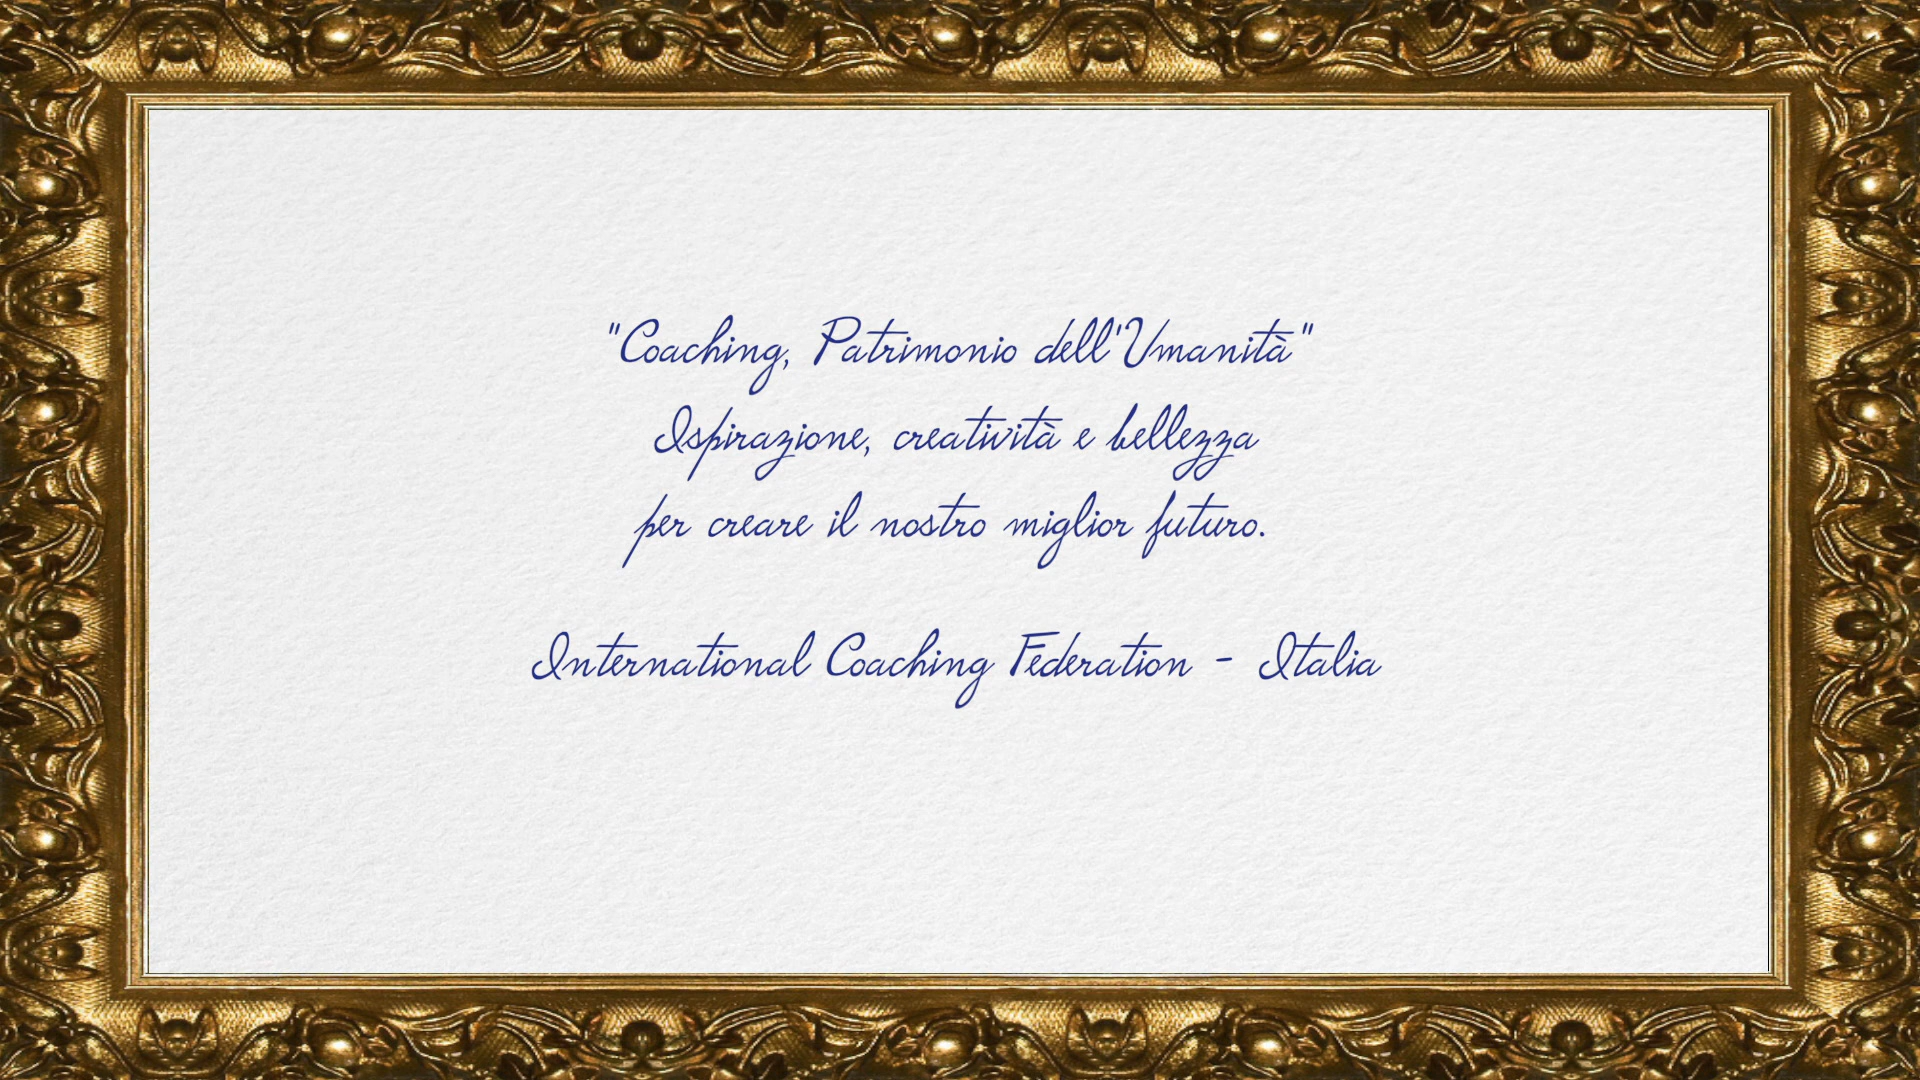 "Coaching, Patrimonio dell'Umanità"
Ispirazione, creatività e bellezza
per creare il nostro miglior futuro.
International Coaching Federation - Italia